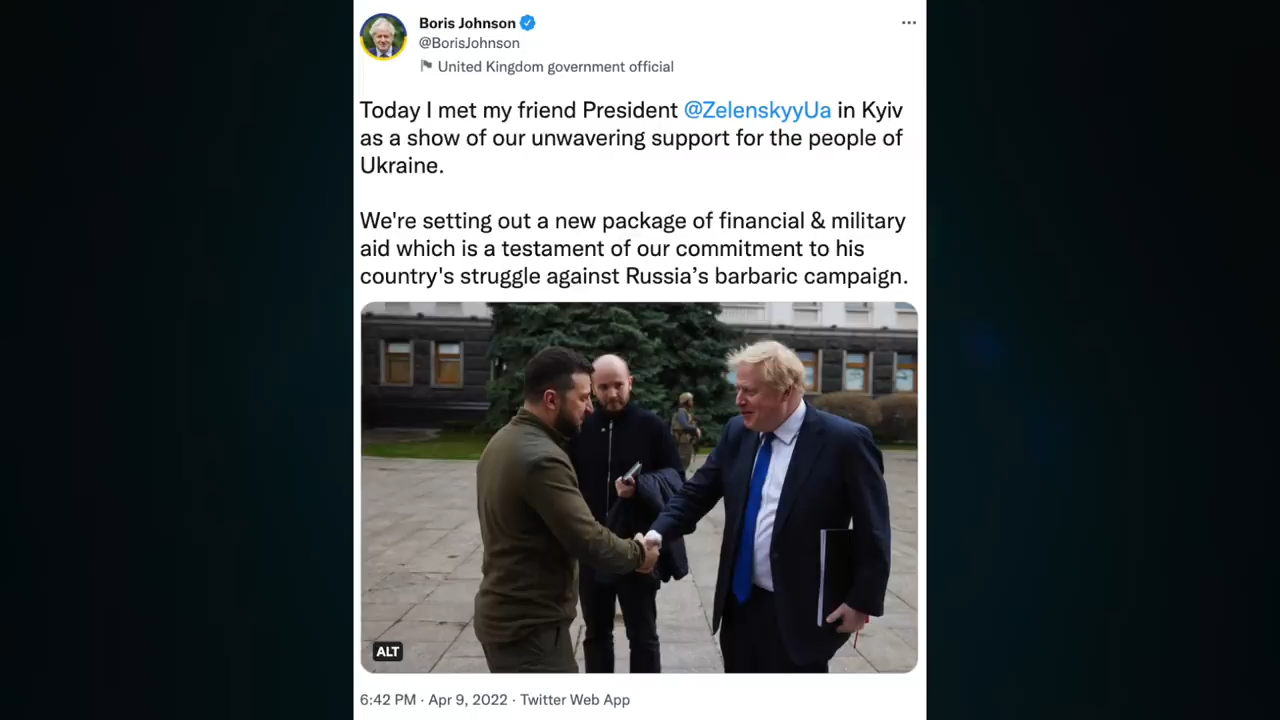 Boris Johnson
@BorisJohnson
United Kingdom government official
Today I met my friend President @ZelenskyyUa in Kyiv
as a show of our unwavering support for the people of
Ukraine.
We're setting out a new package of financial & military
aid which is a testament of our commitment to his
country's struggle against Russia’s barbaric campaign.
ALT
6:42 PM · Apr 9, 2022 · Twitter Web App